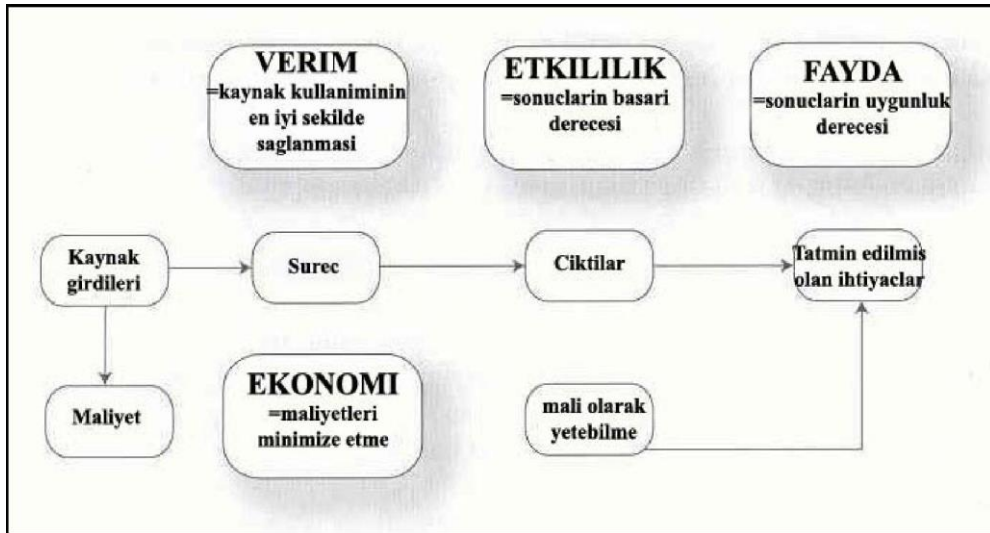 VERIM
=kaynak kullaniminin
en iyi sekilde
saglanmasi
ETKILILIK
=sonuclarin basari
derecesi
FAYDA
=sonuclarin uygunluk
derecesi
Kaynak
girdileri
Surec
Ciktilar
Tatmin edilmis
olan ihtiyaclar
Maliyet
EKONOMI
=maliyetleri
minimize etme
mali olarak
yetebilme